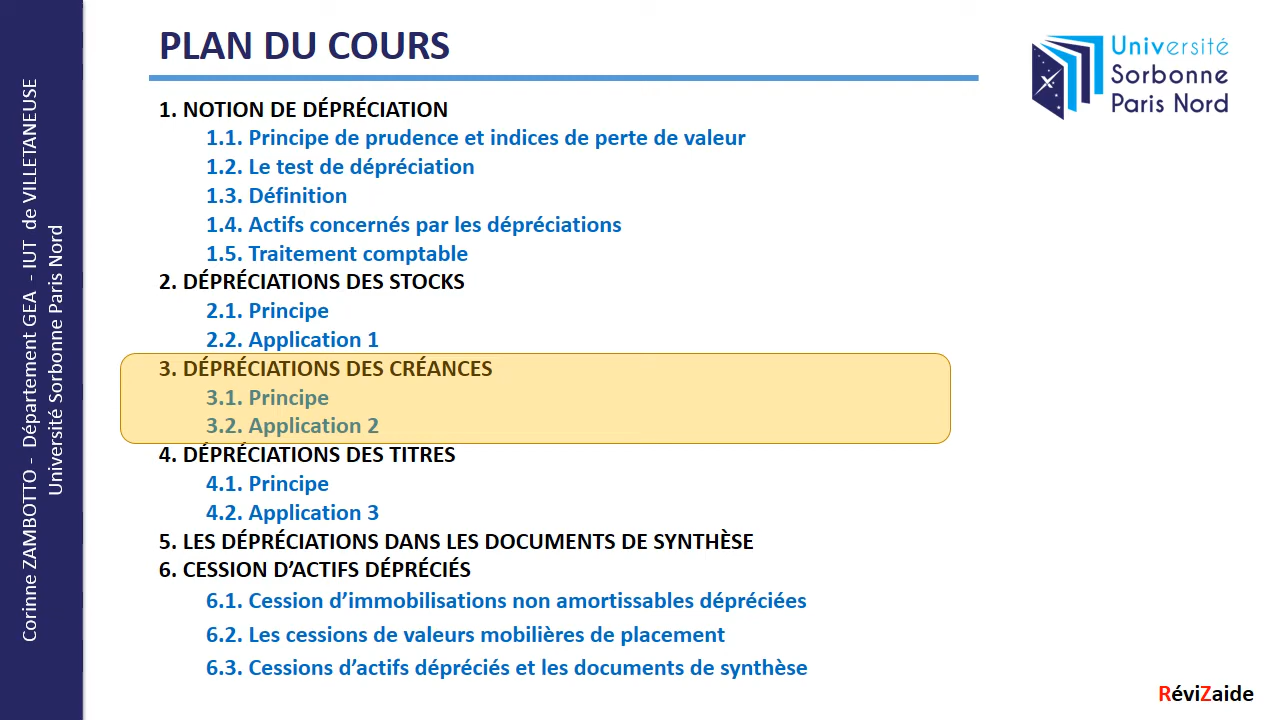 PLAN DU COURS
Université
Sorbonne
Paris Nord
1. NOTION DE DÉPRÉCIATION
1.1. Principe de prudence et indices de perte de valeur
1.2. Le test de dépréciation
1.3. Définition
1.4. Actifs concernés par les dépréciations
1.5. Traitement comptable
2. DÉPRÉCIATIONS DES STOCKS
2.1. Principe
2.2. Application 1
3. DÉPRÉCIATIONS DES CRÉANCES
3.1. Principe
3.2. Application 2
4. DÉPRÉCIATIONS DES TITRES
4.1. Principe
4.2. Application 3
5. LES DÉPRÉCIATIONS DANS LES DOCUMENTS DE SYNTHÈSE
6. CESSION D’ACTIFS DÉPRÉCIÉS
6.1. Cession d’immobilisations non amortissables dépréciées
6.2. Les cessions de valeurs mobilières de placement
6.3. Cessions d’actifs dépréciés et les documents de synthèse
Corinne ZAMBOTTO - Département GEA - IUT de VILLETANEUSE
Université Sorbonne Paris Nord
RéviZaide